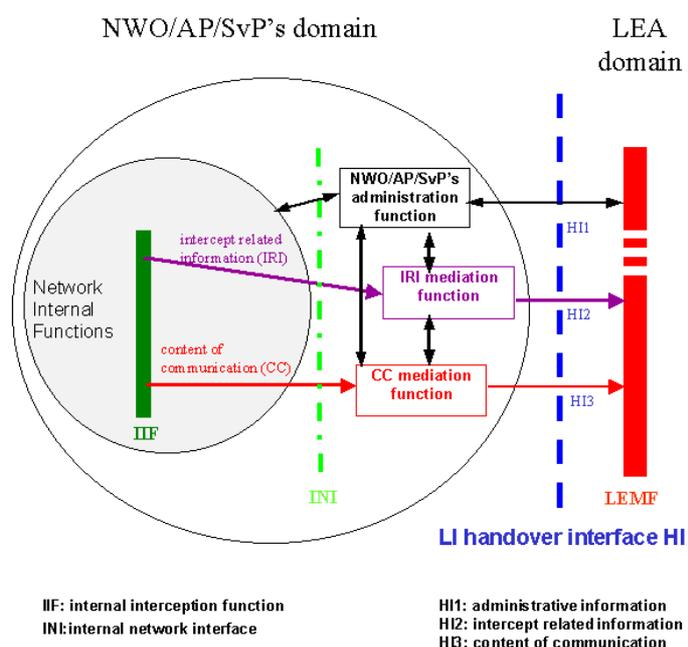 NWO/AP/SvP's domain
LEA
domain
NWO/AP/SvP's
administration
function
HI1
intercept related
information (IRI)
IRI mediation
function
Network
Internal
Functions
HI2
content of
communication (CC)
CC mediation
function
HI3
IIF
INI
LEMF
LI handover interface HI
IIF: internal interception function
INI:internal network interface
HI1: administrative information
HI2: intercept related information
HI3: content of communication